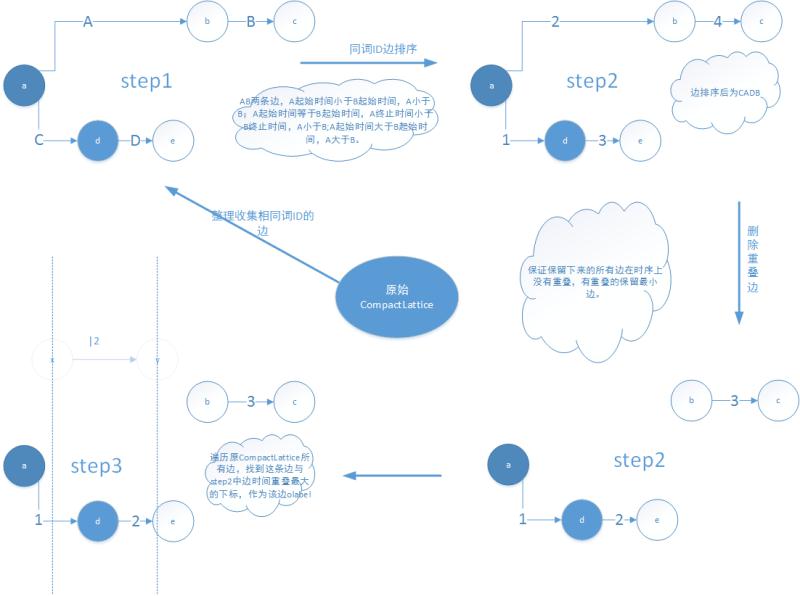 A
b
B
c
a
step1
C
d
D
e
同词ID边排序
AB两条边，A起始时间小于B起始时间，A小于
B；A起始时间等于B起始时间，A终止时间小于
B终止时间，A小于B;A起始时间大于B起始时
间，A大于B。
2
b
4
c
a
step2
1
d
3
e
边排序后为CADB
整理收集相同词ID的
边
原始
CompactLattice
保证保留下来的所有边在时序上
没有重叠，有重叠的保留最小
边。
删
除
重
叠
边
|2
x
y
b
3
c
a
step3
1
d
2
e
遍历原CompactLattice所
有边，找到这条边与
step2中边时间重叠最大
的下标，作为该边olabel
b
3
c
a
step2
1
d
2
e